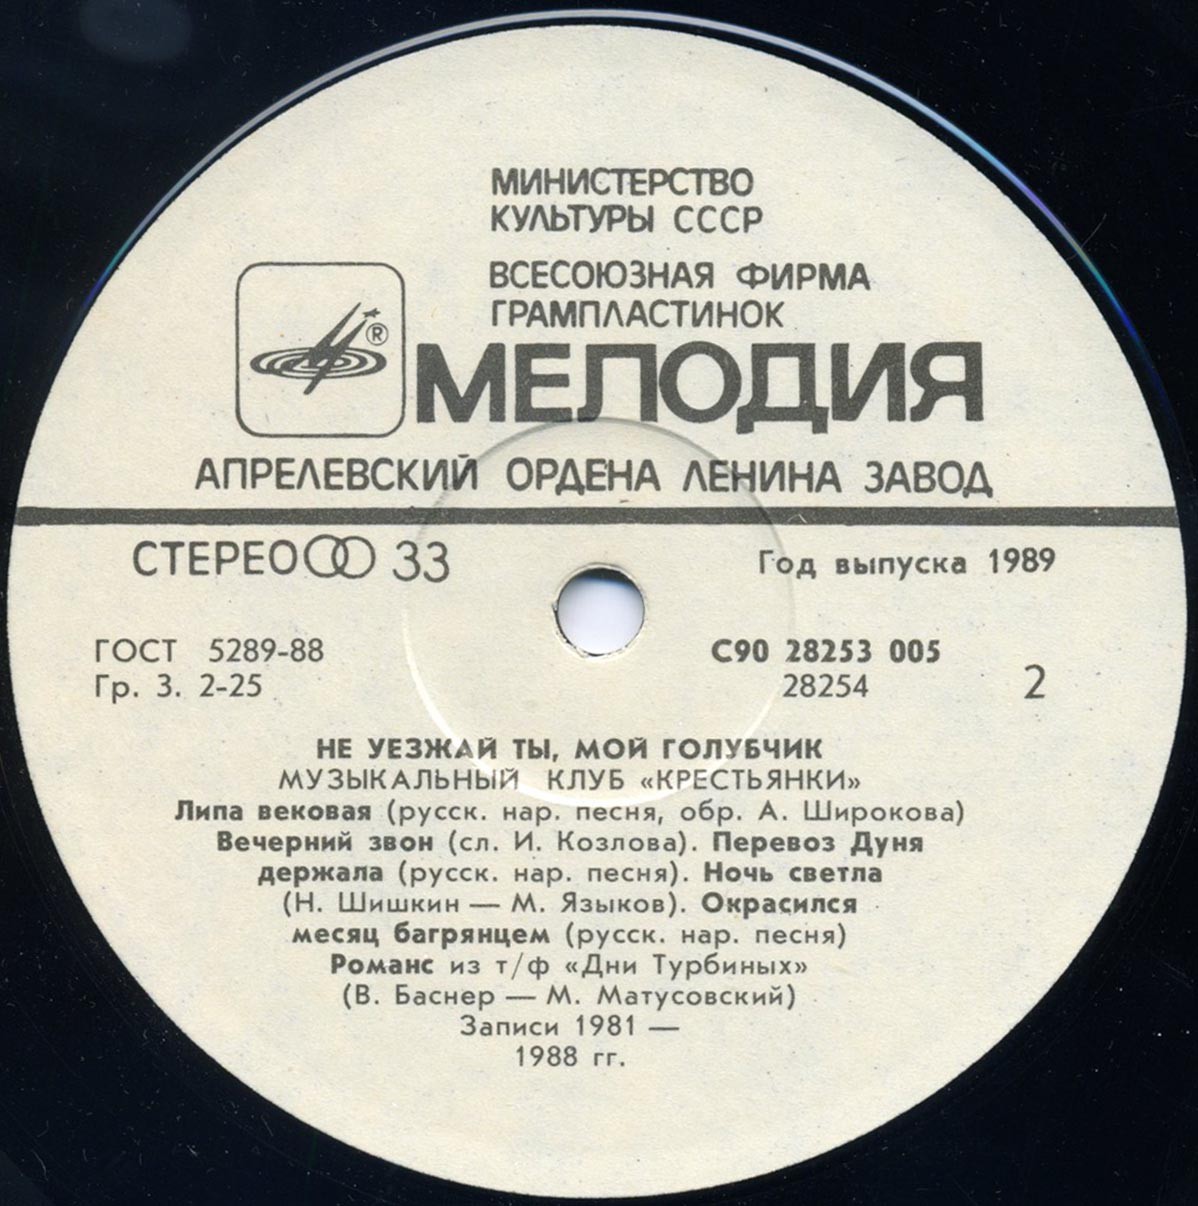 МИНИСТЕРСТВО
КУЛЬТУРЫ СССР
ВСЕСОЮЗНАЯ ФИРМА
ГРАМПЛАСТИНОК
®
МЕЛОДИЯ
АПРЕЛЕВСКИЙ ОРДЕНА ЛЕНИНА ЗАВОД
СТЕРЕО 33
Год выпуска 1989
ГОСТ 5289-88
Гр. 3. 2-25
С90 28253 005
28254
2
НЕ УЕЗЖАЙ ТЫ, МОЙ ГОЛУБЧИК
МУЗЫКАЛЬНЫЙ КЛУБ «КРЕСТЬЯНКИ»
Липа вековая (русск. нар. песня, обр. А. Широкова)
Вечерний звон (сл. И. Козлова). Перевоз Дуня
держала (русск. нар. песня). Ночь светла
(Н. Шишкин — М. Языков). Окрасился
месяц багрянцем (русск. нар. песня)
Романс из т/ф «Дни Турбиных»
(В. Баснер — М. Матусовский)
Записи 1981 —
1988 гг.